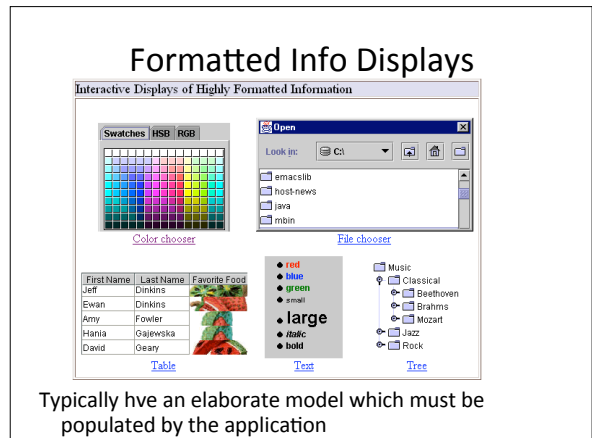 Formatted Info Displays
Interactive Displays of Highly Formatted Information
Swatches HSB RGB
Color chooser
Open
Look in: C:\
emacslib
host-news
java
mbin
File chooser
First Name Last Name Favorite Food
Jeff Dinkins
Ewan Dinkins
Amy Fowler
Hania Gajewska
David Geary
Table
red
blue
green
small
large
italic
bold
Text
Music
Classical
Beethoven
Brahms
Mozart
Jazz
Rock
Tree
Typically hve an elaborate model which must be
populated by the application